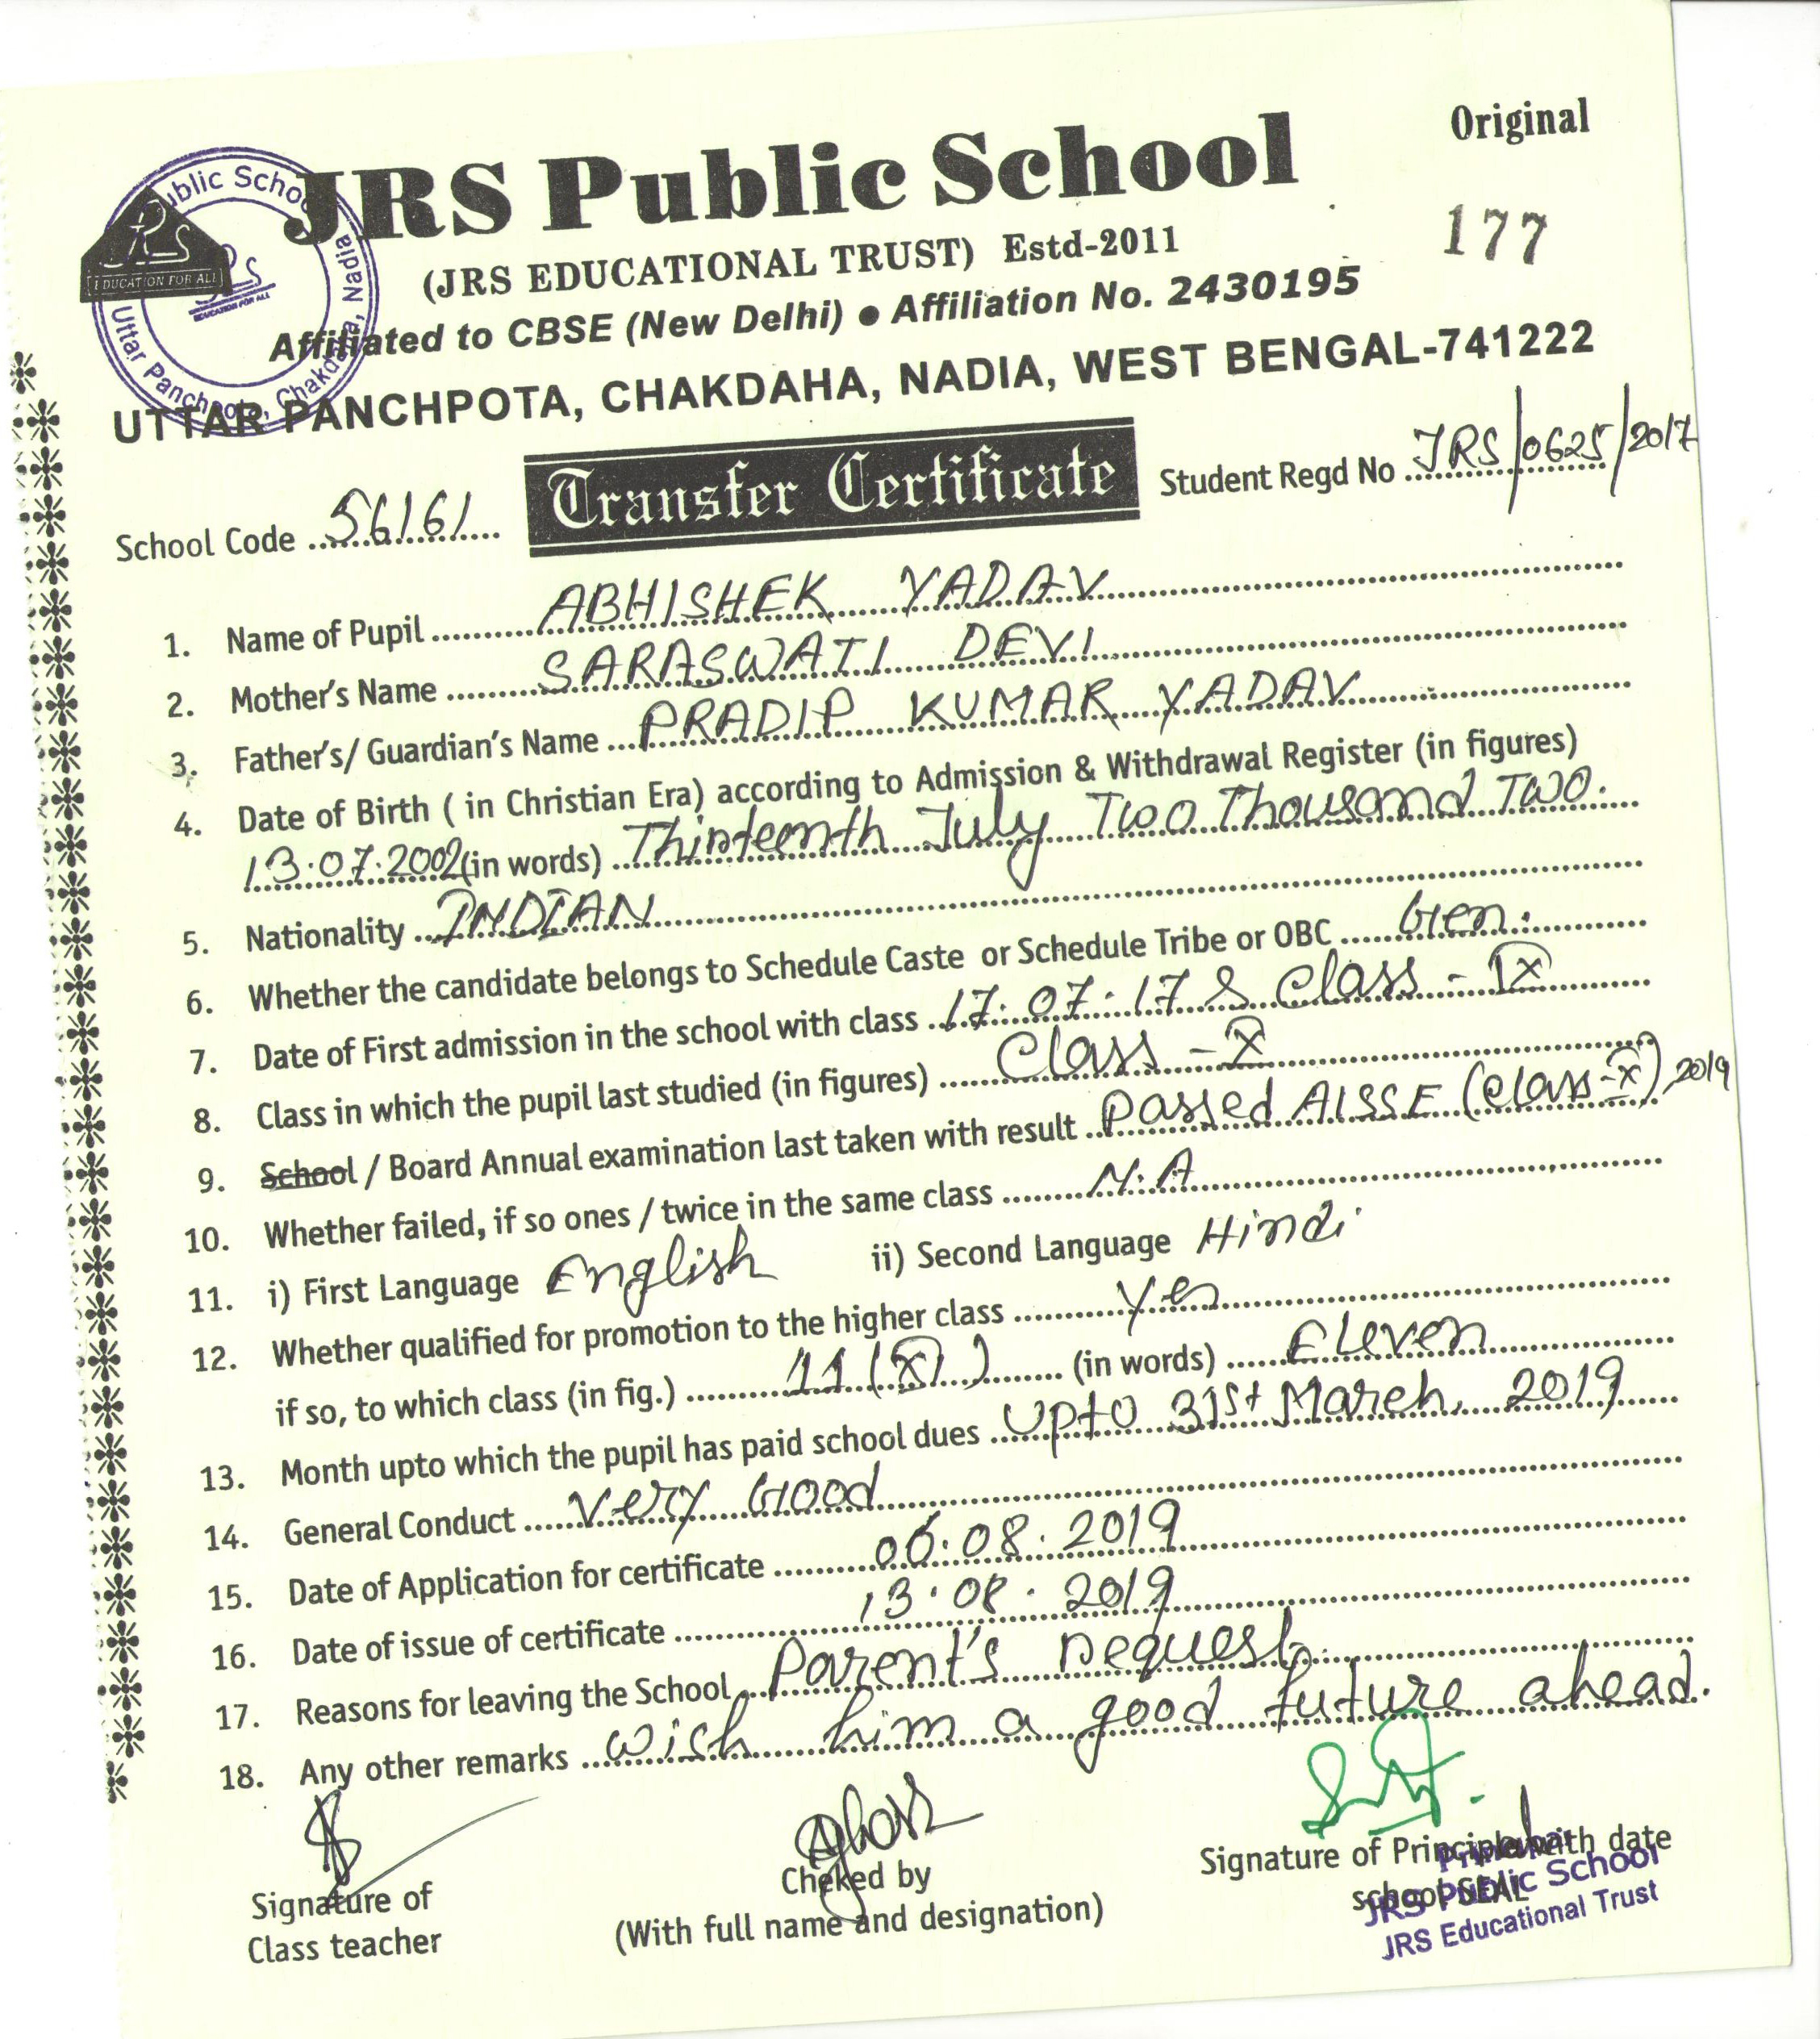 Original
JRS Public School
177
(JRS EDUCATIONAL TRUST) Estd-2011
Affiliated to CBSE (New Delhi) ● Affiliation No. 2430195
UTTAR PANCHPOTA, CHAKDAHA, NADIA, WEST BENGAL-741222
JRS
EDUCATION FOR ALL
Public School
Uttar Panchpota, Chakdaha, Nadia
JRS
EDUCATION FOR ALL
School Code 56161 Transfer Certificate Student Regd No JRS/0625/2017
1. Name of Pupil ABHISHEK YADAV
2. Mother's Name SARASWATI DEVI
3. Father's/ Guardian's Name PRADIP KUMAR YADAV
4. Date of Birth ( in Christian Era) according to Admission & Withdrawal Register (in figures)
13.07.2002 (in words) Thirteenth July Two Thousand Two.
5. Nationality INDIAN
6. Whether the candidate belongs to Schedule Caste or Schedule Tribe or OBC Gen.
7. Date of First admission in the school with class 17.07.17 & Class - IX
8. Class in which the pupil last studied (in figures) Class - X
9. School / Board Annual examination last taken with result Passed AISSE (Class-X) 2019
10. Whether failed, if so ones / twice in the same class N.A
11. i) First Language English ii) Second Language Hindi
12. Whether qualified for promotion to the higher class Yes
if so, to which class (in fig.) 11 (XI) (in words) Eleven
13. Month upto which the pupil has paid school dues Upto 31st March, 2019
14. General Conduct Very Good
15. Date of Application for certificate 06.08.2019
16. Date of issue of certificate 13.08.2019
17. Reasons for leaving the School Parent's request.
18. Any other remarks wish him a good future ahead.
Signature of
Class teacher
Cheked by
(With full name and designation)
Signature of Principle with date
school SEAL
Principal
JRS Public School
JRS Educational Trust